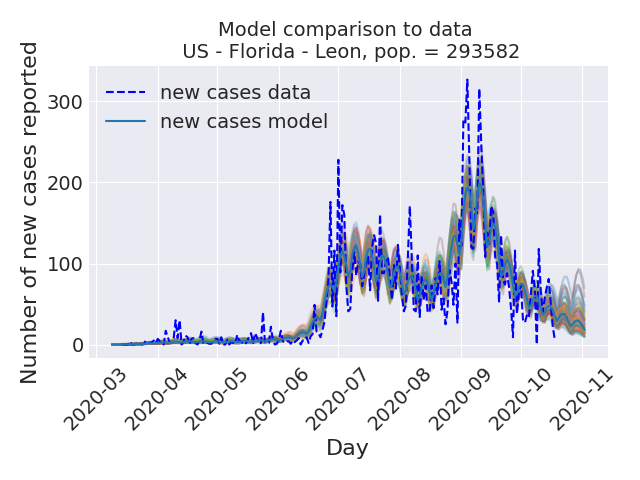 Model comparison to data
US - Florida - Leon, pop. = 293582
Number of new cases reported
300
200
100
0
new cases data
new cases model
2020-03
2020-04
2020-05
2020-06
2020-07
2020-08
2020-09
2020-10
2020-11
Day